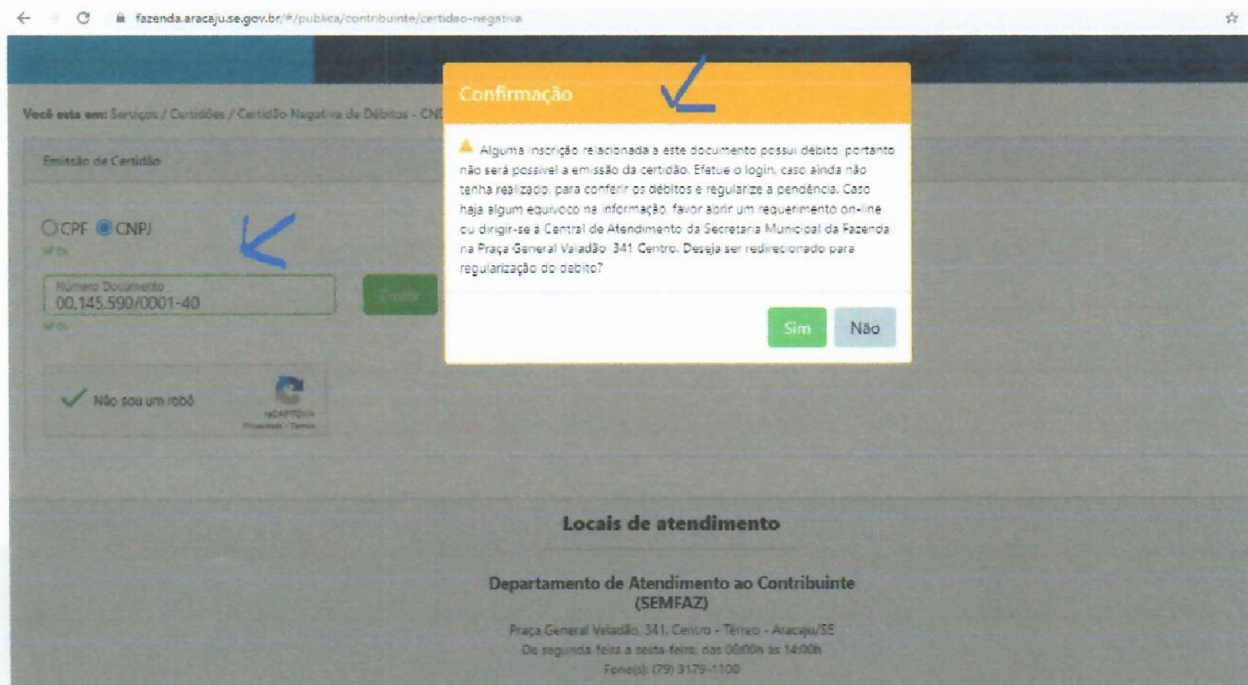 fazenda.aracaju.se.gov.br/#/publica/contribuinte/certidao-negativa
Você esta em: Serviços / Certidões / Certidão Negativa de Débitos - CND
Emissão de Certidão
CPF CNPJ
Número Documento
00.145.590/0001-40
Emitir
Não sou um robô
reCAPTCHA
Privacidade - Termos
Confirmação
Alguma inscrição relacionada a este documento possui débito, portanto
não será possível a emissão da certidão. Efetue o login, caso ainda não
tenha realizado, para conferir os débitos e regularize a pendência. Caso
haja algum equívoco na informação, favor abrir um requerimento on-line
ou dirigir-se à Central de Atendimento da Secretaria Municipal da Fazenda
na Praça General Valadão, 341 Centro. Deseja ser redirecionado para
regularização do débito?
Sim Não
Locais de atendimento
Departamento de Atendimento ao Contribuinte
(SEMFAZ)
Praça General Valadão, 341, Centro - Térreo - Aracaju/SE
De segunda-feira a sexta-feira, das 08:00h às 14:00h
Fone(s): (79) 3179-1100